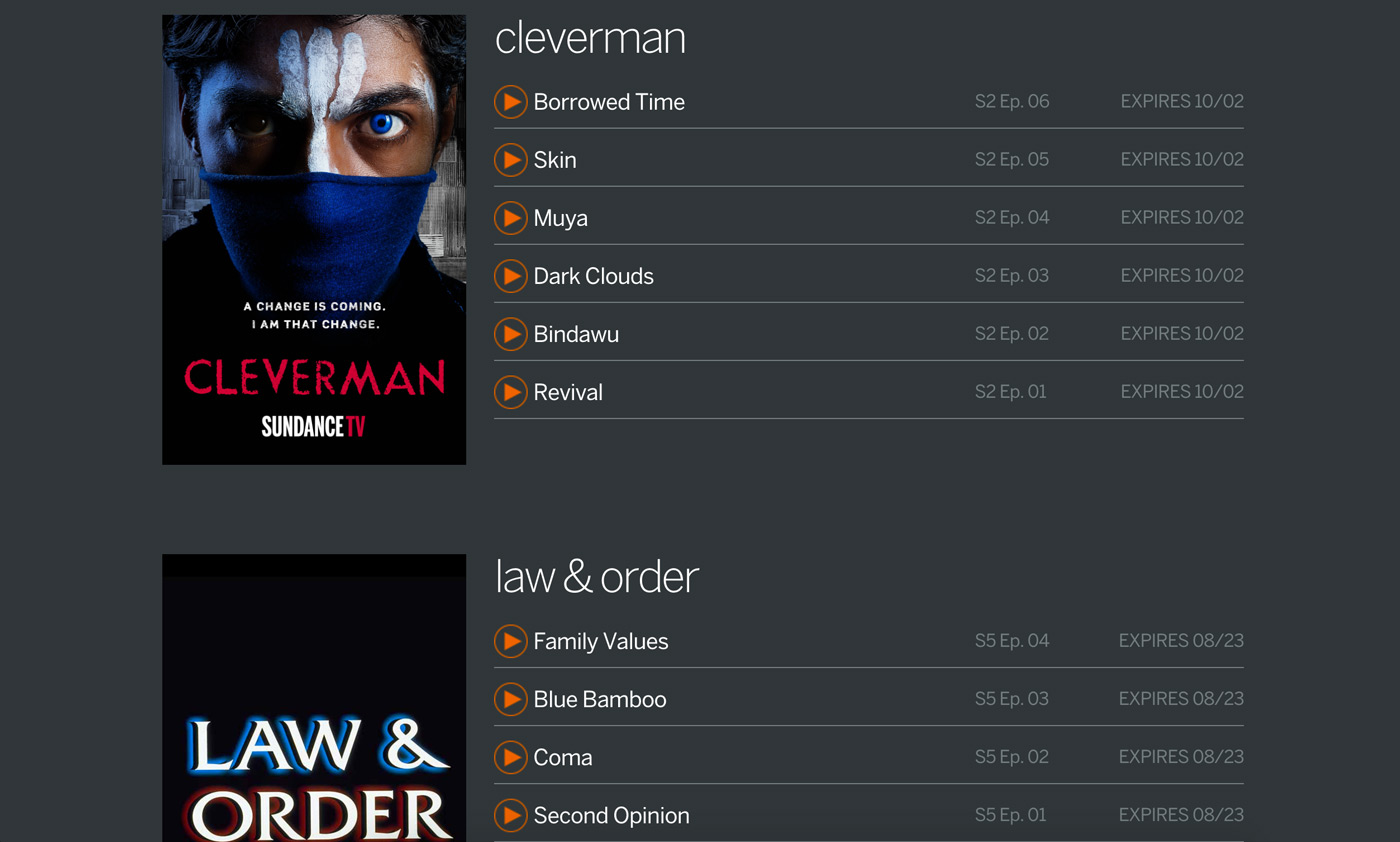 A CHANGE IS COMING.
I AM THAT CHANGE.
CLEVERMAN
SUNDANCE TV
cleverman
Borrowed Time S2 Ep. 06 EXPIRES 10/02
Skin S2 Ep. 05 EXPIRES 10/02
Muya S2 Ep. 04 EXPIRES 10/02
Dark Clouds S2 Ep. 03 EXPIRES 10/02
Bindawu S2 Ep. 02 EXPIRES 10/02
Revival S2 Ep. 01 EXPIRES 10/02
LAW &
ORDER
law & order
Family Values S5 Ep. 04 EXPIRES 08/23
Blue Bamboo S5 Ep. 03 EXPIRES 08/23
Coma S5 Ep. 02 EXPIRES 08/23
Second Opinion S5 Ep. 01 EXPIRES 08/23